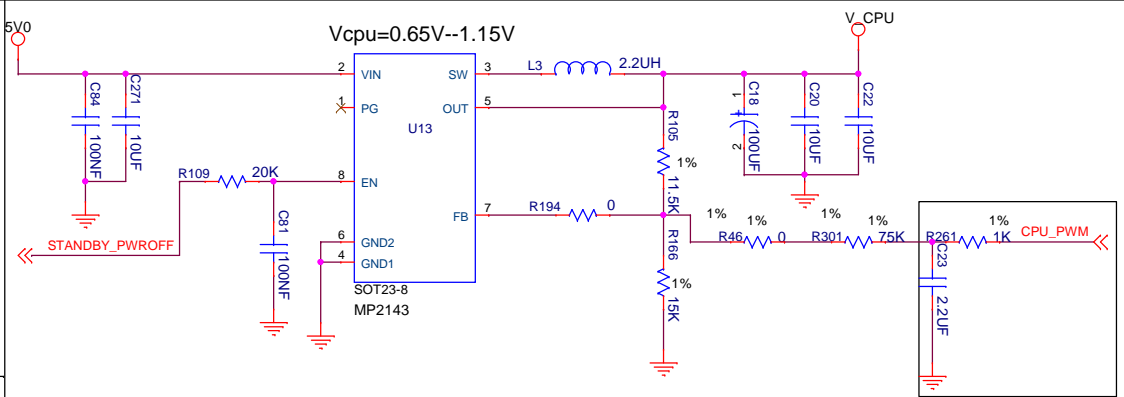 5V0
Vcpu=0.65V--1.15V
V_CPU
2 VIN
SW 3
L3 2.2UH
C84
100NF
C271
10UF
1 PG
OUT 5
U13
C18
1
2
100UF
C20
10UF
C22
10UF
R105
1%
11.5K
R109 20K
8 EN
FB 7
R194 0
C81
100NF
6 GND2
4 GND1
SOT23-8
MP2143
STANDBY_PWROFF
R166
1%
15K
1% 1% 1% 1% 1%
R46 0 R301 75K R261 1K
CPU_PWM
C23
2.2UF